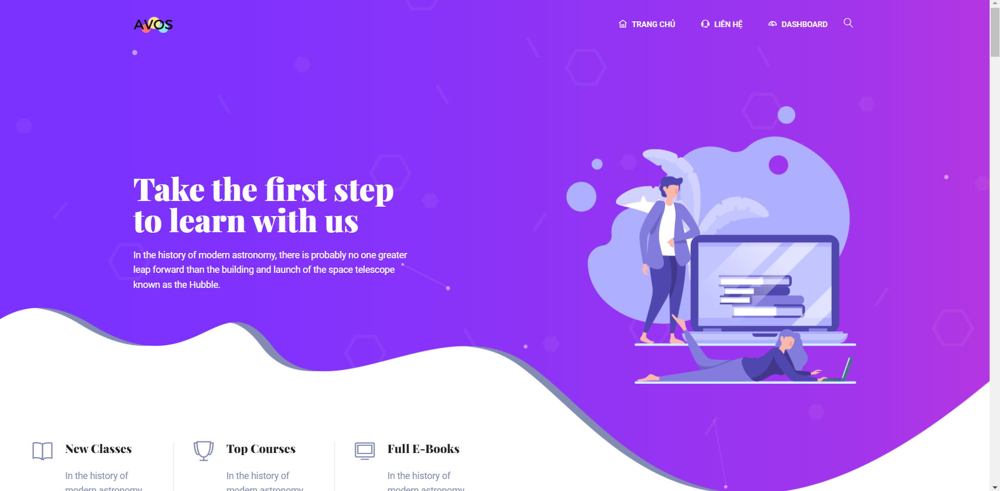 AVOS
TRANG CHỦ
LIÊN HỆ
DASHBOARD
Take the first step
to learn with us
In the history of modern astronomy, there is probably no one greater
leap forward than the building and launch of the space telescope
known as the Hubble.
New Classes
In the history of
modern astronomy
Top Courses
In the history of
modern astronomy
Full E-Books
In the history of
modern astronomy